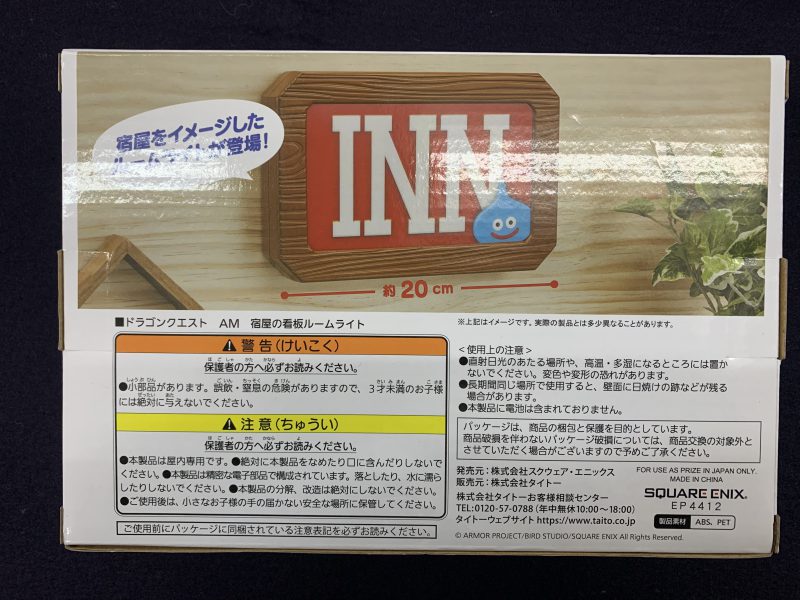 宿屋をイメージした
ルームライトが登場！
INN
約20cm
■ドラゴンクエスト AM 宿屋の看板ルームライト
※上記はイメージです。実際の製品とは多少異なることがあります。
警告（けいこく）
保護者の方へ必ずお読みください。
●小部品があります。誤飲・窒息の危険がありますので、3才未満のお子様
には絶対に与えないでください。
注意（ちゅうい）
保護者の方へ必ずお読みください。
●本製品は屋内専用です。●絶対に本製品をなめたり口に含んだりしないで
ください。●本製品は精密な電子部品で構成されています。落としたり、水に濡ら
したりしないでください。●本製品の分解、改造は絶対にしないでください。
●ご使用後は、小さなお子様の手の届かない安全な場所に保管してください。
ご使用前にパッケージに同梱されている注意表記を必ずお読みください。
<使用上の注意>
●直射日光のあたる場所や、高温・多湿になるところには置か
ないでください。変色や変形の恐れがあります。
●長期間同じ場所で使用すると、壁面に日焼けの跡などが残る
場合があります。
●本製品に電池は含まれておりません。
パッケージは、商品の梱包と保護を目的としています。
商品破損を伴わないパッケージ破損については、商品交換の対象外と
させていただく場合がございますので予めご了承ください。
発売元：株式会社スクウェア・エニックス
販売元：株式会社タイトー
株式会社タイトーお客様相談センター
TEL:0120-57-0788（年中無休10:00〜18:00）
タイトーウェブサイト https://www.taito.co.jp
© ARMOR PROJECT/BIRD STUDIO/SQUARE ENIX All Rights Reserved.
FOR USE AS PRIZE IN JAPAN ONLY.
MADE IN CHINA
SQUARE ENIX.
EP4412
製品素材 ABS、PET